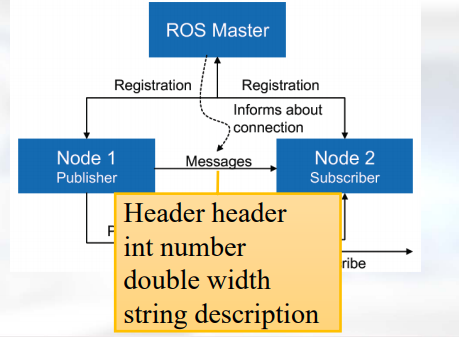 ROS Master
Registration
Registration
Informs about
connection
Node 1
Publisher
Messages
Node 2
Subscriber
Header header
int number
double width
string description